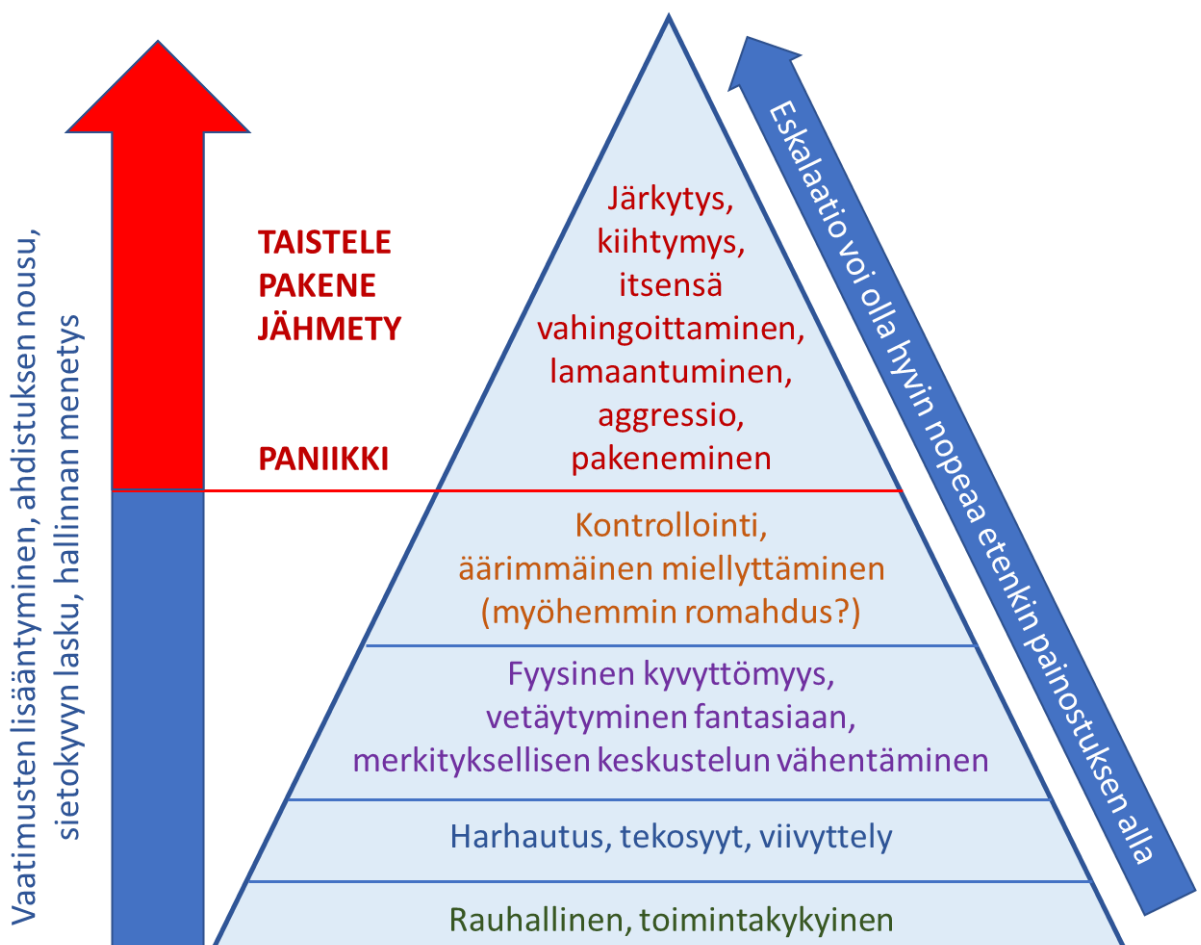 Vaatimusten lisääntyminen, ahdistuksen nousu,
sietokyvyn lasku, hallinnan menetys
TAISTELE
PAKENE
JÄHMETY
PANIIKKI
Järkytys,
kiihtymys,
itsensä
vahingoittaminen,
lamaantuminen,
aggressio,
pakeneminen
Kontrollointi,
äärimmäinen miellyttäminen
(myöhemmin romahdus?)
Fyysinen kyvyttömyys,
vetäytyminen fantasiaan,
merkityksellisen keskustelun vähentäminen
Harhautus, tekosyyt, viivyttely
Rauhallinen, toimintakykyinen
Eskalaatio voi olla hyvin nopeaa etenkin painostuksen alla